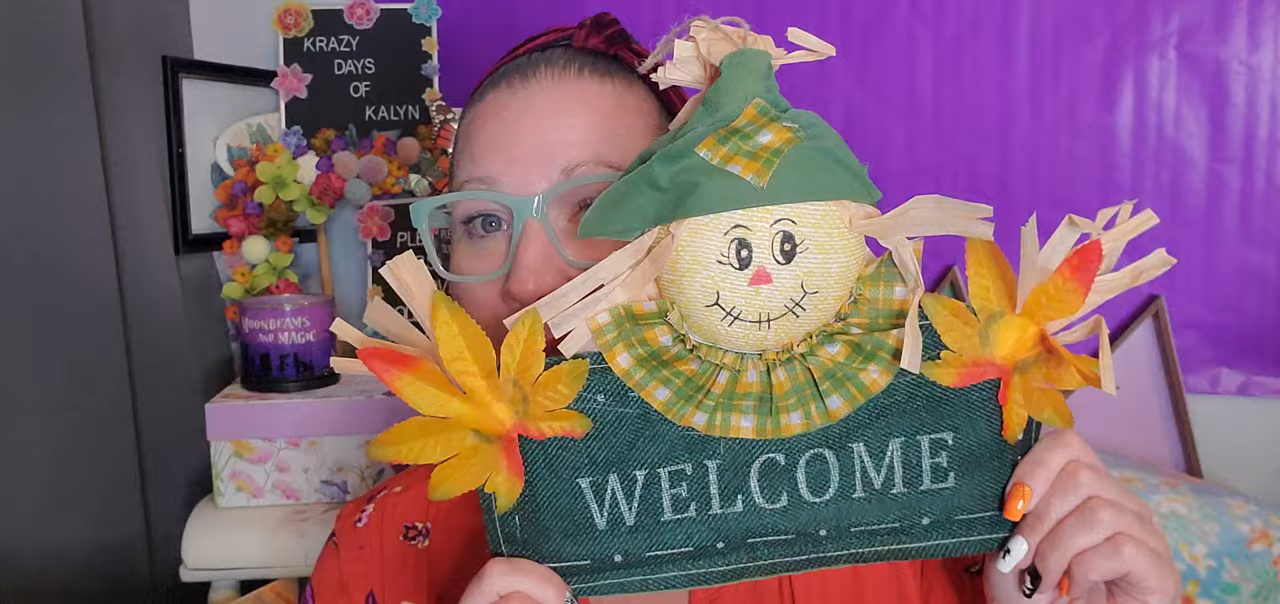 KRAZY
DAYS
OF
KALYN
MOONBEAMS
AND MAGIC
WELCOME